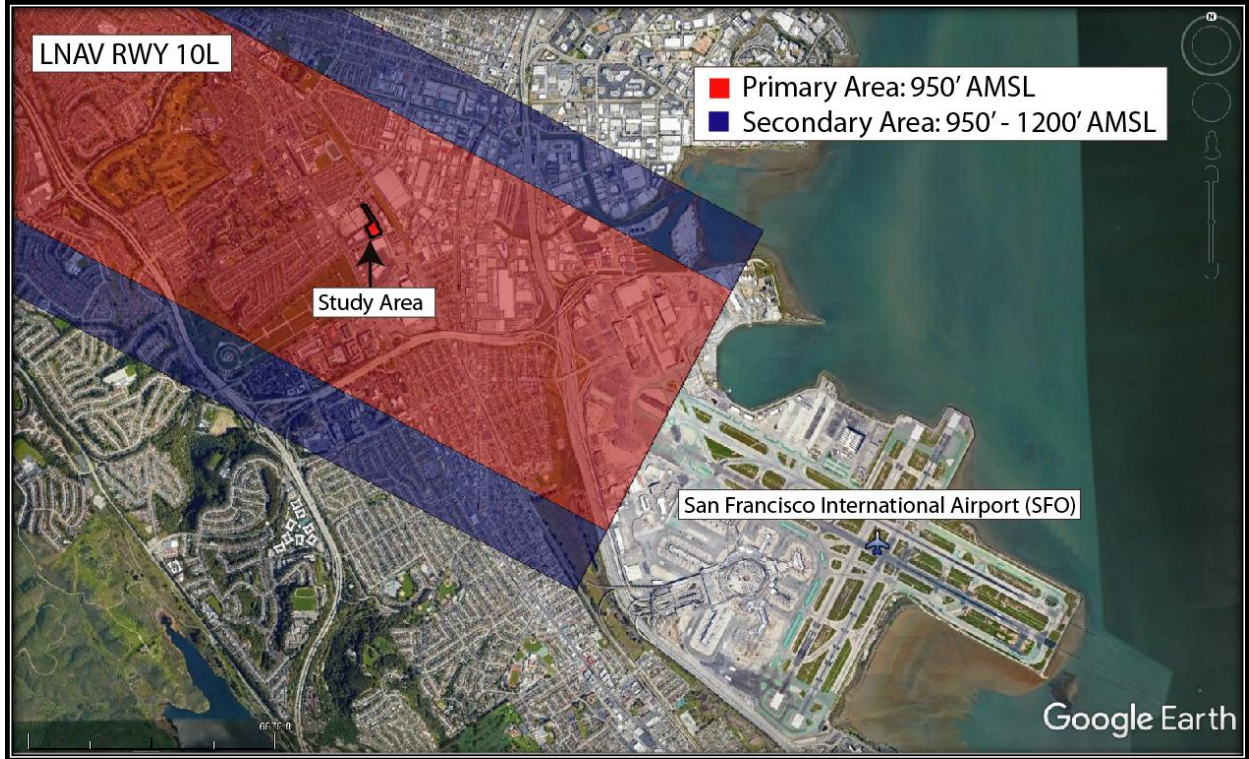 LNAV RWY 10L
Primary Area: 950’ AMSL
Secondary Area: 950’ - 1200’ AMSL
N
Study Area
San Francisco International Airport (SFO)
Google Earth